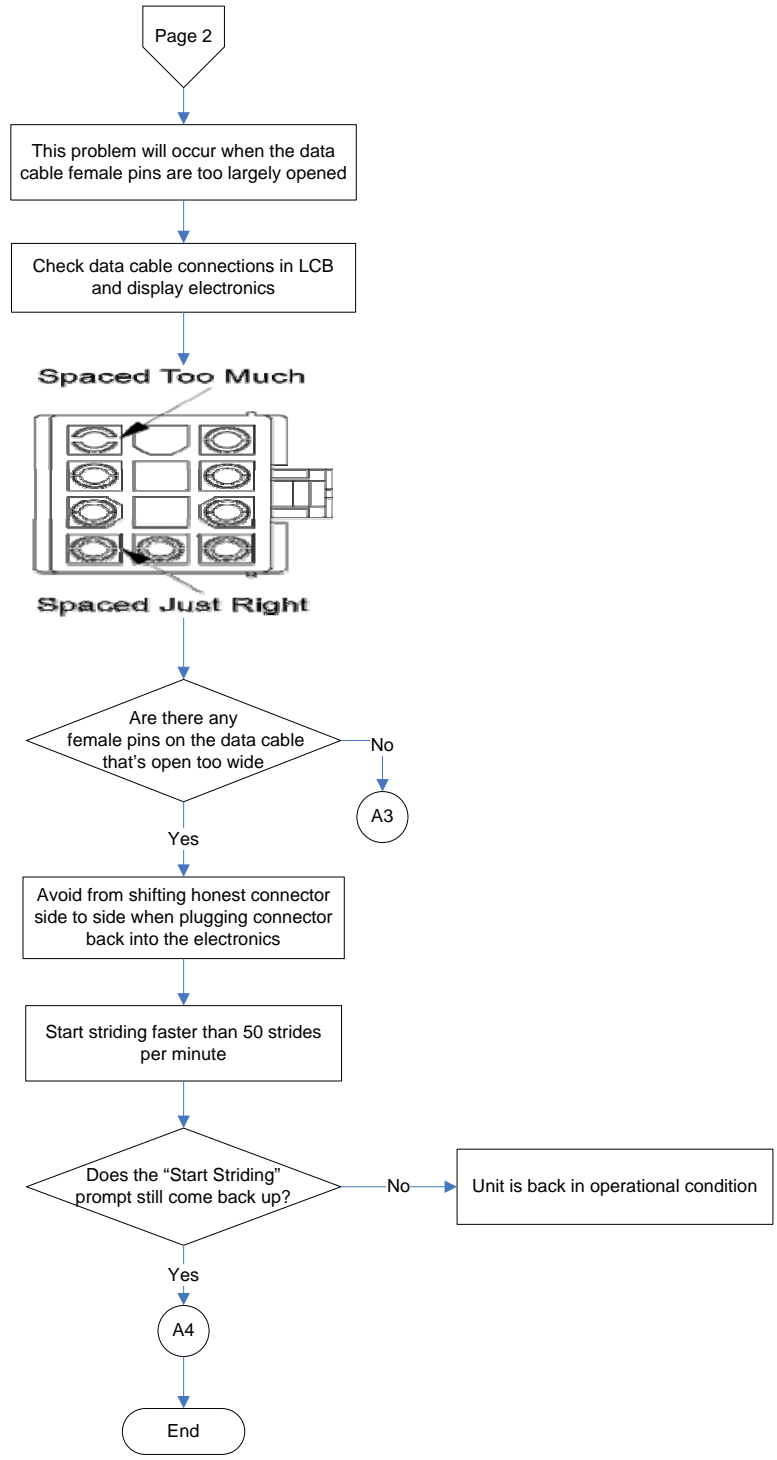 Page 2
This problem will occur when the data
cable female pins are too largely opened
Check data cable connections in LCB
and display electronics
Spaced Too Much
Spaced Just Right
Are there any
female pins on the data cable
that's open too wide
No
A3
Yes
Avoid from shifting honest connector
side to side when plugging connector
back into the electronics
Start striding faster than 50 strides
per minute
Does the “Start Striding”
prompt still come back up?
No
Unit is back in operational condition
Yes
A4
End